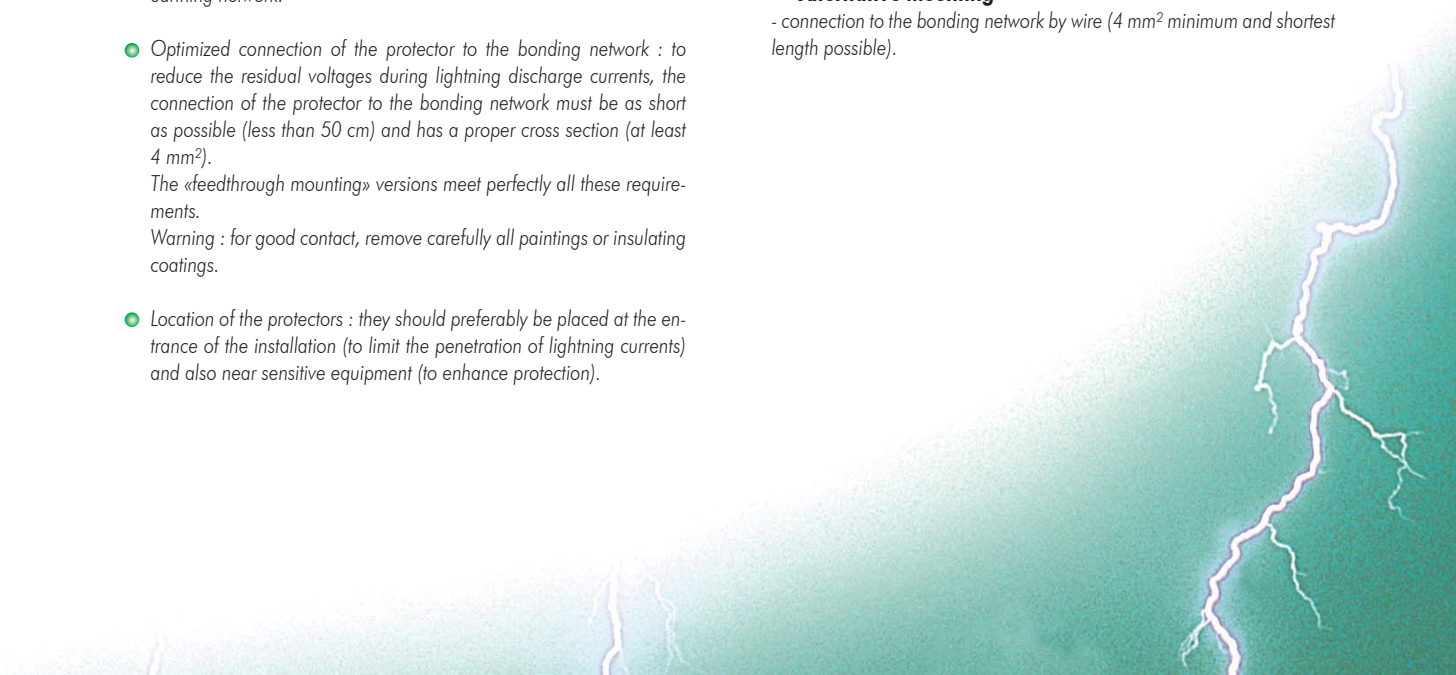 Optimized connection of the protector to the bonding network : to
reduce the residual voltages during lightning discharge currents, the
connection of the protector to the bonding network must be as short
as possible (less than 50 cm) and has a proper cross section (at least
4 mm²).
The «feedthrough mounting» versions meet perfectly all these require-
ments.
Warning : for good contact, remove carefully all paintings or insulating
coatings.
Location of the protectors : they should preferably be placed at the en-
trance of the installation (to limit the penetration of lightning currents)
and also near sensitive equipment (to enhance protection).
- connection to the bonding network by wire (4 mm² minimum and shortest
length possible).